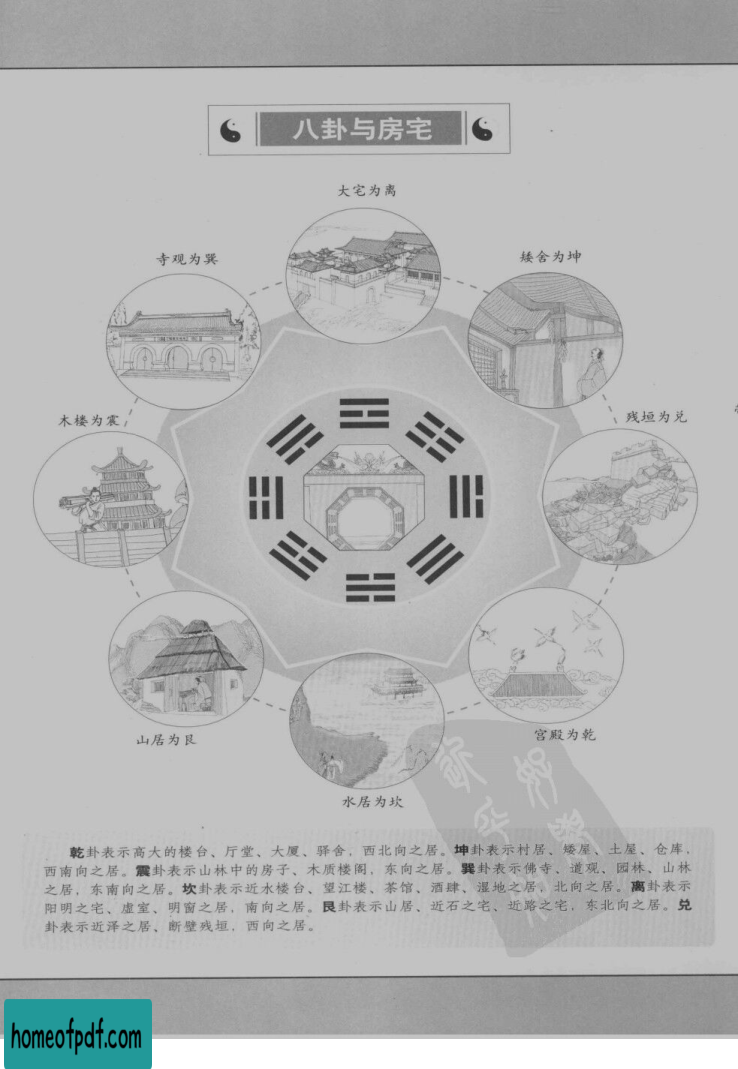 八卦与房宅
大宅为离
寺观为巽
矮舍为坤
木楼为震
残垣为兑
山居为艮
宫殿为乾
水居为坎
乾卦表示高大的楼台、厅堂、大厦、驿舍，西北向之居。坤卦表示村居、矮屋、土屋、仓库，
西南向之居。震卦表示山林中的房子、木质楼阁，东向之居。巽卦表示佛寺、道观、园林、山林
之居，东南向之居。坎卦表示近水楼台、望江楼、茶馆、酒肆、湿地之居，北向之居。离卦表示
阳明之宅、虚室、明窗之居，南向之居。艮卦表示山居、近石之宅、近路之宅，东北向之居。兑
卦表示近泽之居、断壁残垣，西向之居。
homeofpdf.com